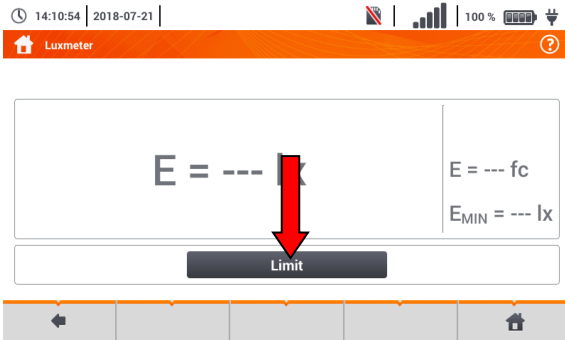 14:10:54 2018-07-21 100 %
Luxmeter ?
E = --- lx
E = --- fc
EMIN = --- lx
Limit